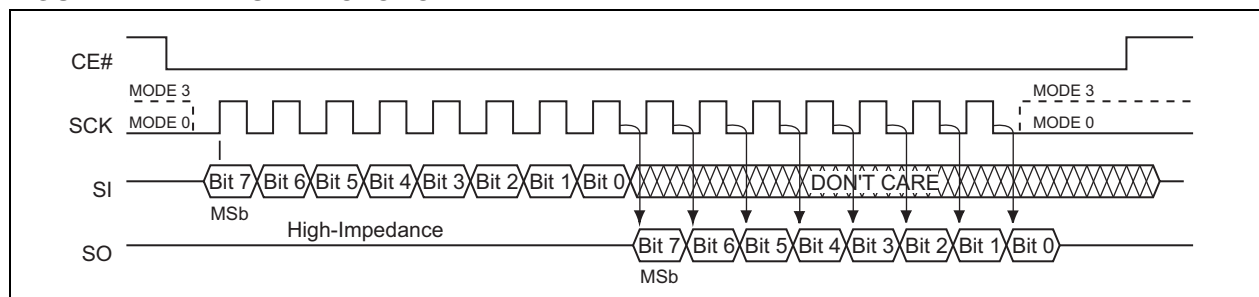 CE#
MODE 3 MODE 3
SCK MODE 0 MODE 0
SI Bit 7 Bit 6 Bit 5 Bit 4 Bit 3 Bit 2 Bit 1 Bit 0 DON'T CARE
MSb
High-Impedance
SO Bit 7 Bit 6 Bit 5 Bit 4 Bit 3 Bit 2 Bit 1 Bit 0
MSb